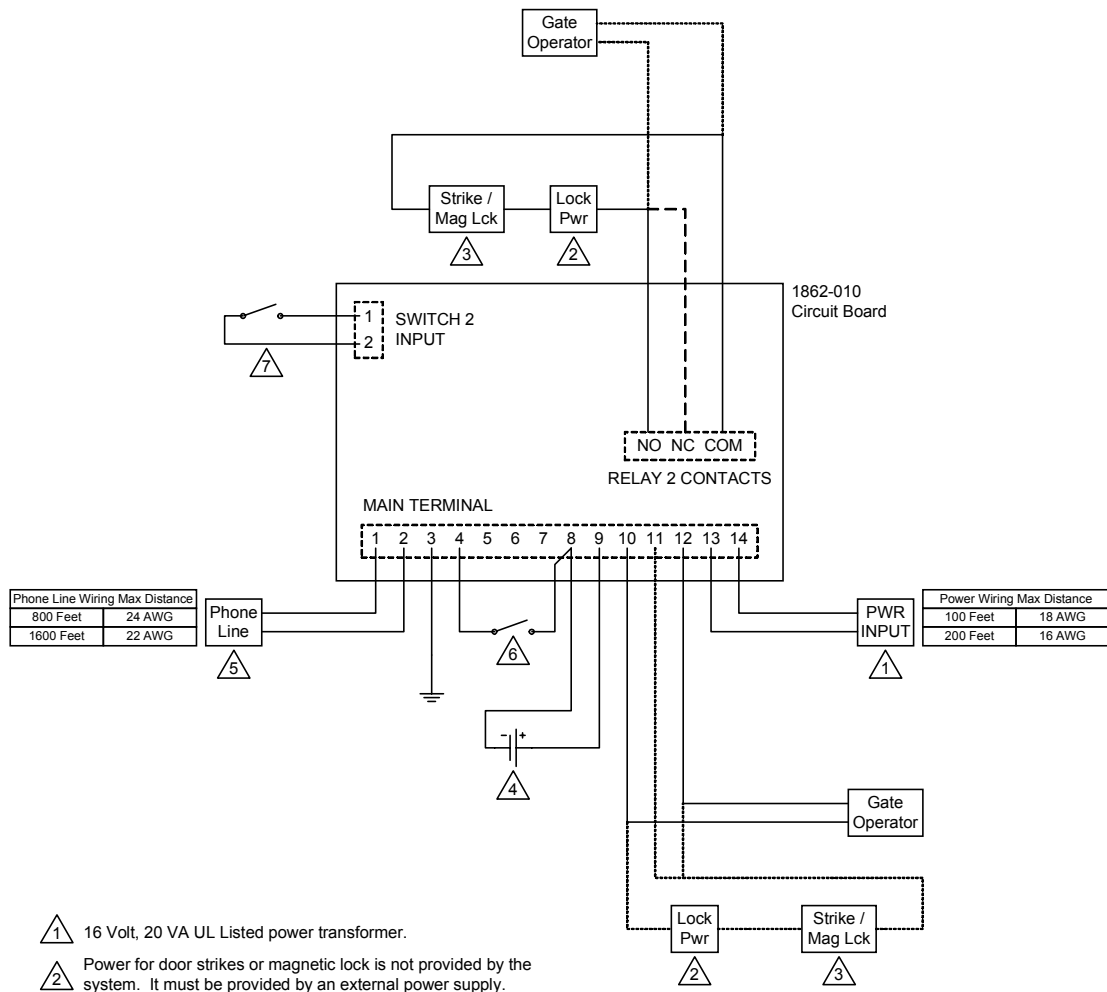 Gate
Operator
Strike /
Mag Lck
Lock
Pwr
3
2
1862-010
Circuit Board
1
2
SWITCH 2
INPUT
7
NO NC COM
RELAY 2 CONTACTS
MAIN TERMINAL
1 2 3 4 5 6 7 8 9 10 11 12 13 14
Phone Line Wiring Max Distance
800 Feet 24 AWG
1600 Feet 22 AWG
Phone
Line
5
6
PWR
INPUT
1
Power Wiring Max Distance
100 Feet 18 AWG
200 Feet 16 AWG
- +
4
Gate
Operator
Lock
Pwr
2
Strike /
Mag Lck
3
1 16 Volt, 20 VA UL Listed power transformer.
2 Power for door strikes or magnetic lock is not provided by the
system. It must be provided by an external power supply.